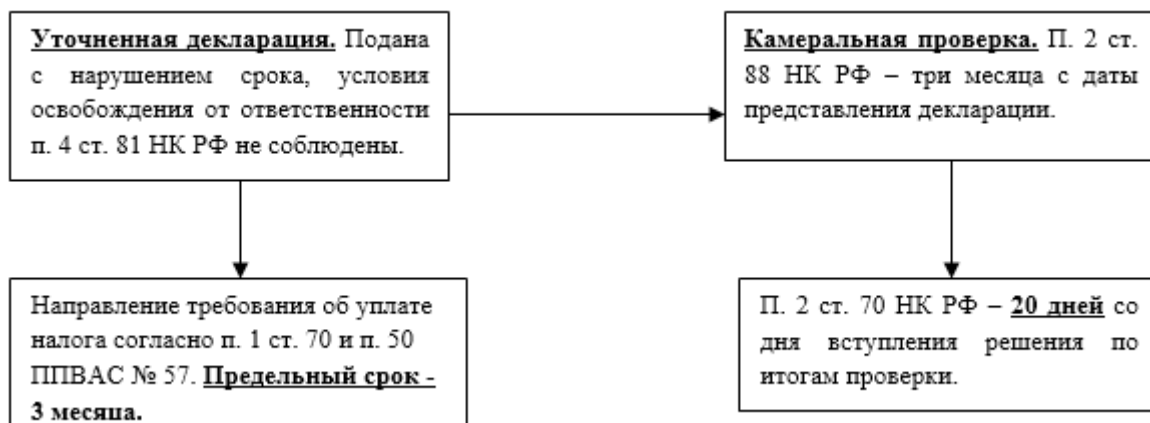 Уточненная декларация. Подана
с нарушением срока, условия
освобождения от ответственности
п. 4 ст. 81 НК РФ не соблюдены.
Камеральная проверка. П. 2 ст.
88 НК РФ – три месяца с даты
представления декларации.
Направление требования об уплате
налога согласно п. 1 ст. 70 и п. 50
ППВАС № 57. Предельный срок -
3 месяца.
П. 2 ст. 70 НК РФ – 20 дней со
дня вступления решения по
итогам проверки.